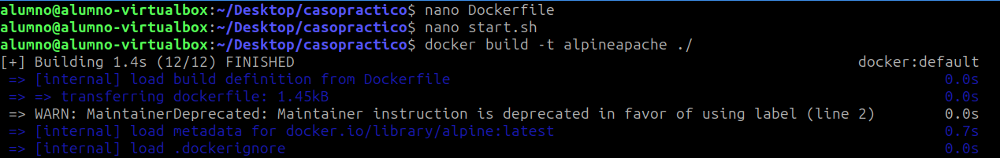 alumno@alumno-virtualbox:~/Desktop/casopractico$ nano Dockerfile
alumno@alumno-virtualbox:~/Desktop/casopractico$ nano start.sh
alumno@alumno-virtualbox:~/Desktop/casopractico$ docker build -t alpineapache ./
[+] Building 1.4s (12/12) FINISHED docker:default
=> [internal] load build definition from Dockerfile 0.0s
=> => transferring dockerfile: 1.45kB 0.0s
=> WARN: MaintainerDeprecated: Maintainer instruction is deprecated in favor of using label (line 2) 0.0s
=> [internal] load metadata for docker.io/library/alpine:latest 0.7s
=> [internal] load .dockerignore 0.0s